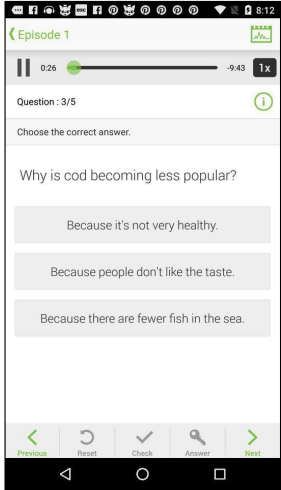 esc
8:12
Episode 1
0:26
-9:43
1x
Question : 3/5
i
Choose the correct answer.
Why is cod becoming less popular?
Because it's not very healthy.
Because people don't like the taste.
Because there are fewer fish in the sea.
Previous
Reset
Check
Answer
Next